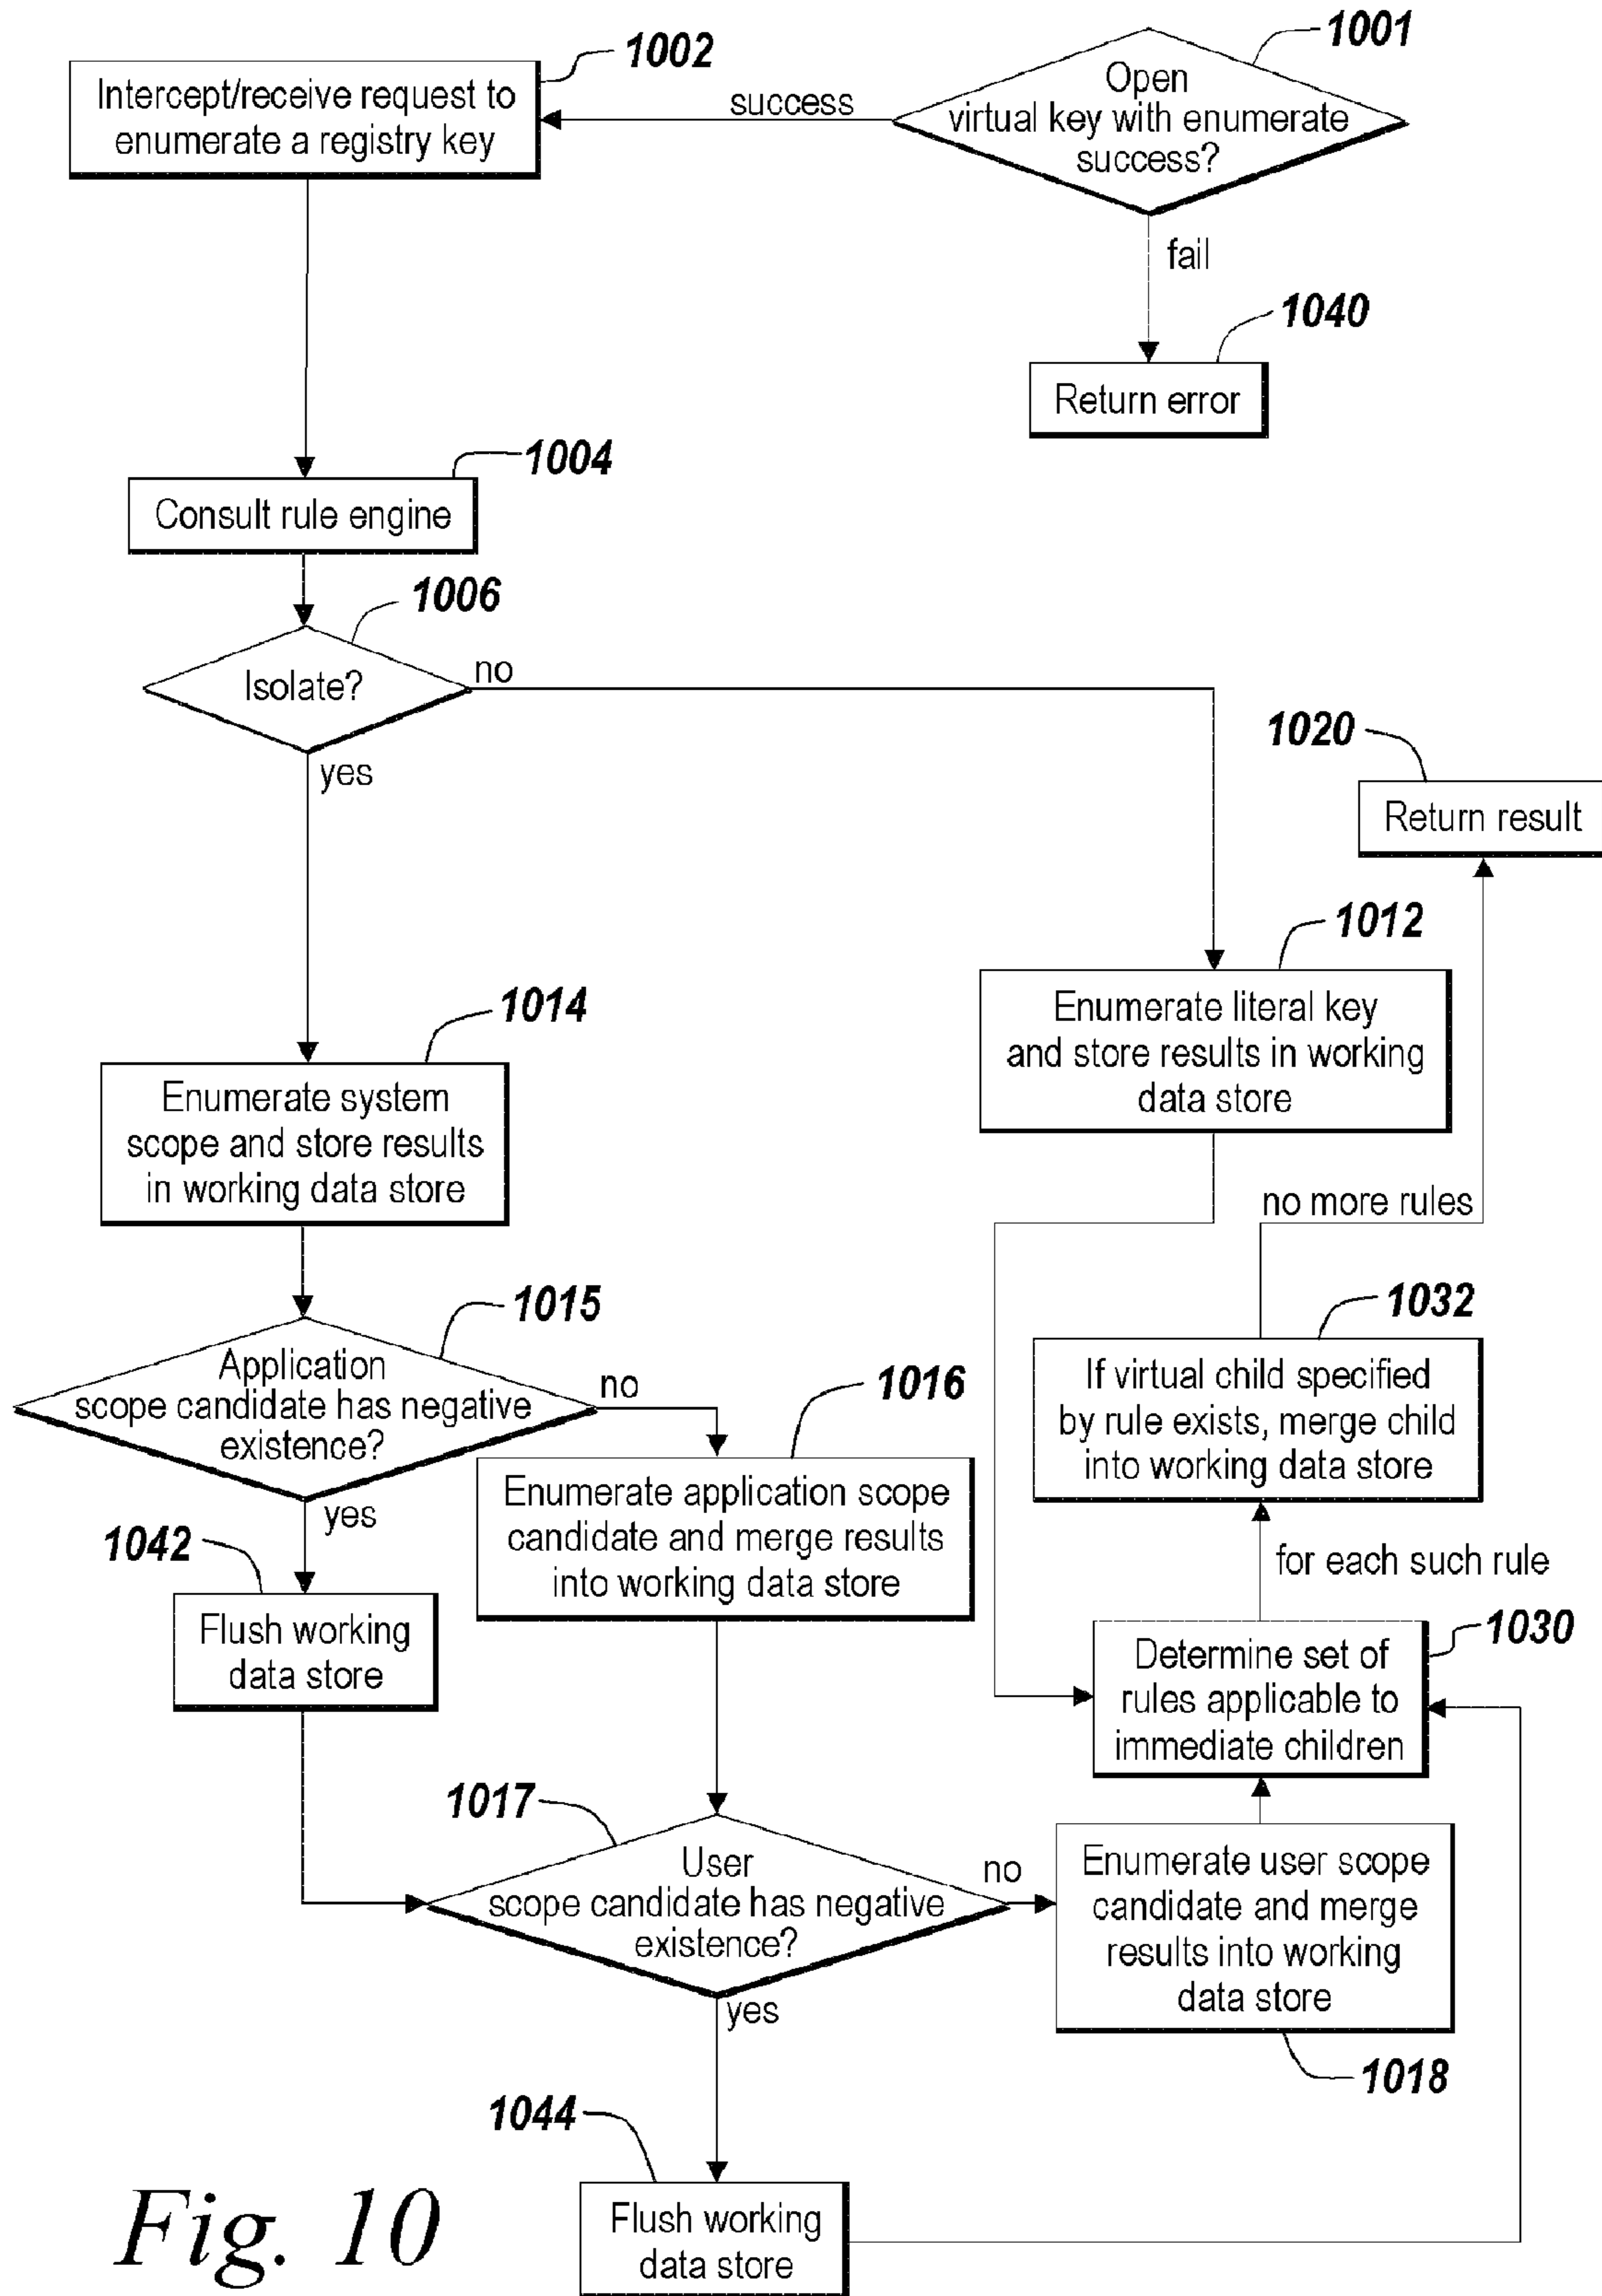 1002
Intercept/receive request to
enumerate a registry key
success
1001
Open
virtual key with enumerate
success?
fail
1040
Return error
1004
Consult rule engine
1006
Isolate?
no
yes
1020
Return result
1012
Enumerate literal key
and store results in working
data store
1014
Enumerate system
scope and store results
in working data store
no more rules
1015
Application
scope candidate has negative
existence?
no
yes
1016
Enumerate application scope
candidate and merge results
into working data store
1032
If virtual child specified
by rule exists, merge child
into working data store
for each such rule
1042
Flush working
data store
1030
Determine set of
rules applicable to
immediate children
1017
User
scope candidate has negative
existence?
no
yes
Enumerate user scope
candidate and merge
results into working
data store
1018
1044
Flush working
data store
Fig. 10